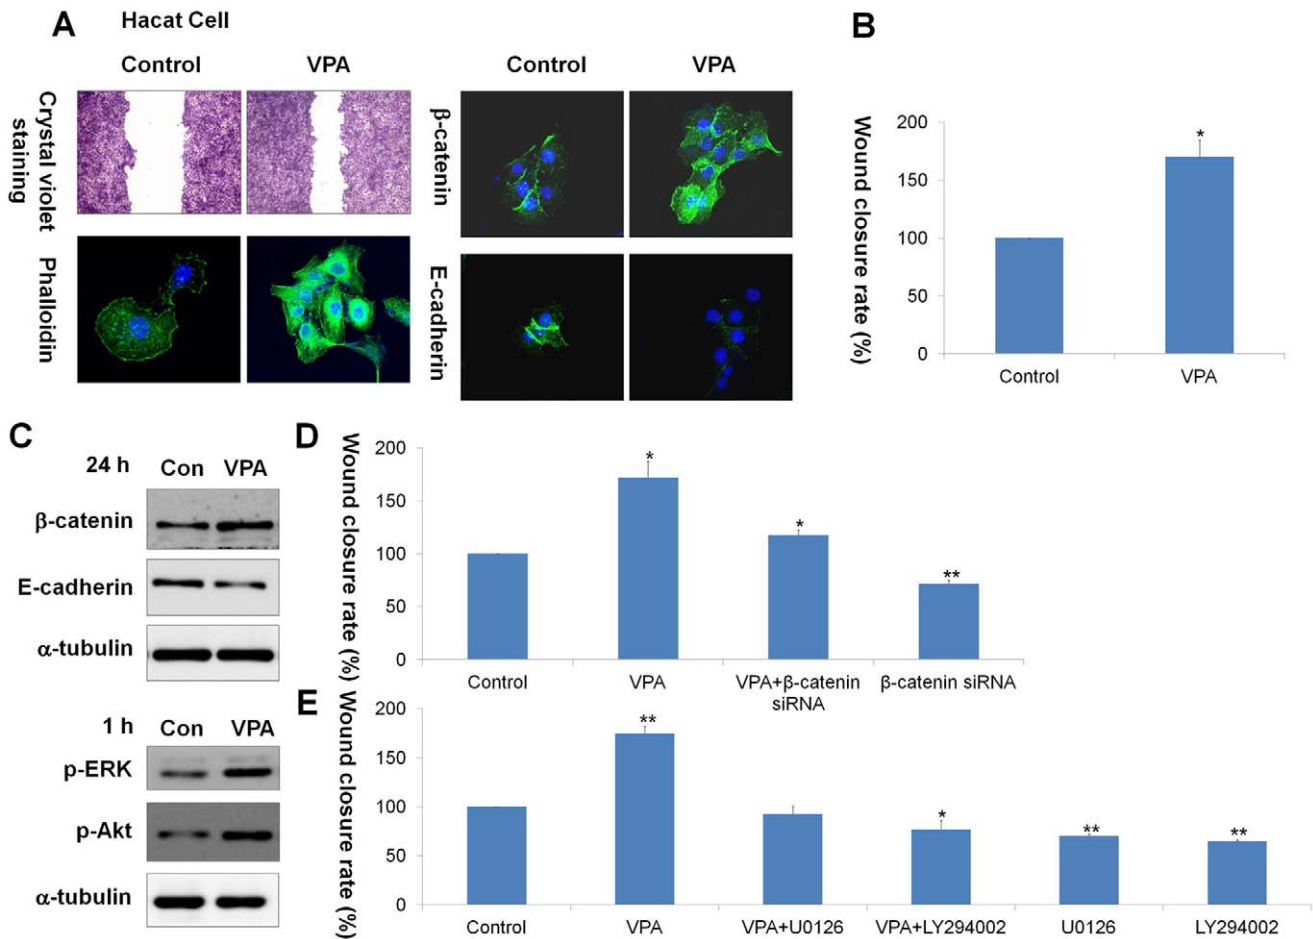 A
Hacat Cell
Control
VPA
Crystal violet
staining
Phalloidin
Control
VPA
β-catenin
E-cadherin
B
Wound closure rate (%)
200
150
100
50
0
*
Control
VPA
C
24 h
Con
VPA
β-catenin
E-cadherin
α-tubulin
1 h
Con
VPA
p-ERK
p-Akt
α-tubulin
D
Wound closure rate (%)
200
150
100
50
0
*
*
**
Control
VPA
VPA+β-catenin
siRNA
β-catenin siRNA
E
Wound closure rate (%)
200
150
100
50
0
**
*
**
**
Control
VPA
VPA+U0126
VPA+LY294002
U0126
LY294002